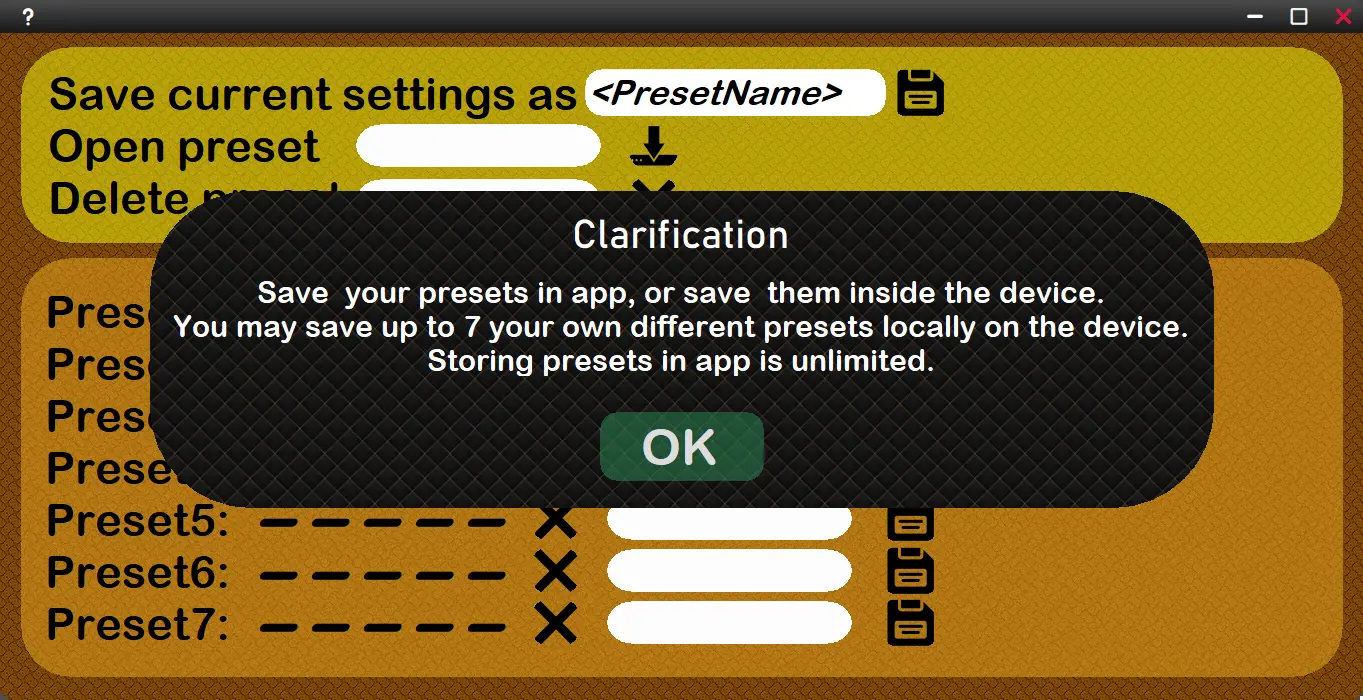 ?
Save current settings as <PresetName>
Open preset
Delete
Clarification
Save  your presets in app, or save  them inside the device.
You may save up to 7 your own different presets locally on the device.
Storing presets in app is unlimited.
OK
Preset5: — — — — —
Preset6: — — — — —
Preset7: — — — — —